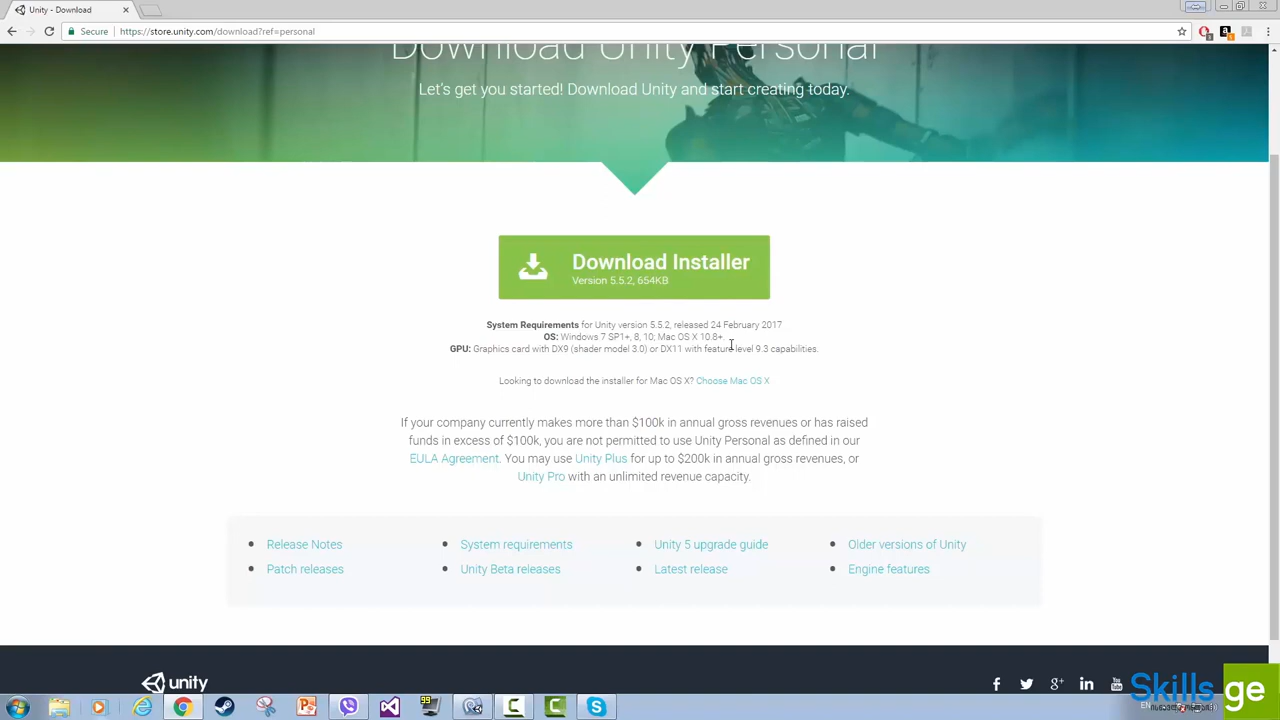 Unity - Download
Secure
https://store.unity.com/download?ref=personal
Download Unity Personal
Let's get you started! Download Unity and start creating today.
Download Installer
Version 5.5.2, 654KB
System Requirements for Unity version 5.5.2, released 24 February 2017
OS: Windows 7 SP1+, 8, 10; Mac OS X 10.8+.
GPU: Graphics card with DX9 (shader model 3.0) or DX11 with feature level 9.3 capabilities.
Looking to download the installer for Mac OS X? Choose Mac OS X
If your company currently makes more than $100k in annual gross revenues or has raised
funds in excess of $100k, you are not permitted to use Unity Personal as defined in our
EULA Agreement. You may use Unity Plus for up to $200k in annual gross revenues, or
Unity Pro with an unlimited revenue capacity.
Release Notes
System requirements
Unity 5 upgrade guide
Older versions of Unity
Patch releases
Unity Beta releases
Latest release
Engine features
unity
Skills ge
99
EN